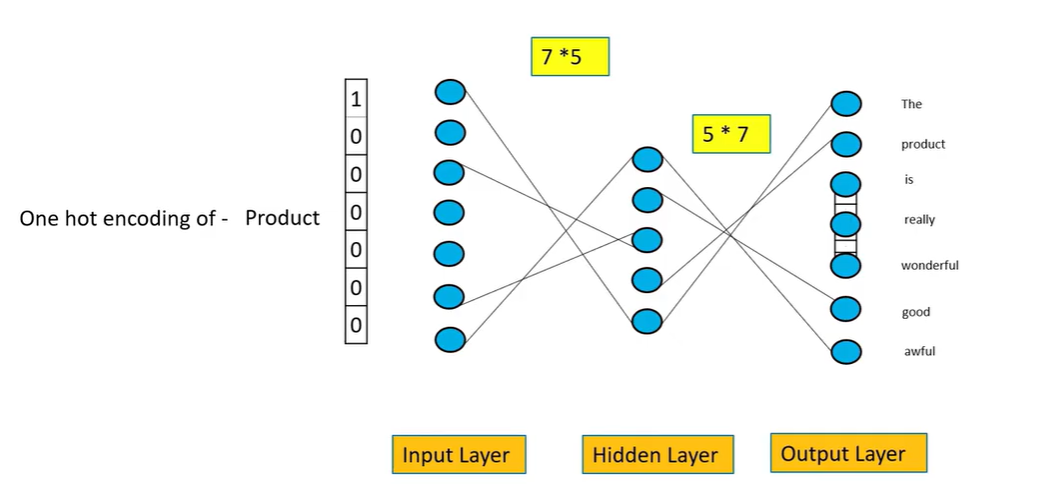 7 *5
5 * 7
One hot encoding of - Product
1
0
0
0
0
0
0
The
product
is
really
wonderful
good
awful
Input Layer
Hidden Layer
Output Layer